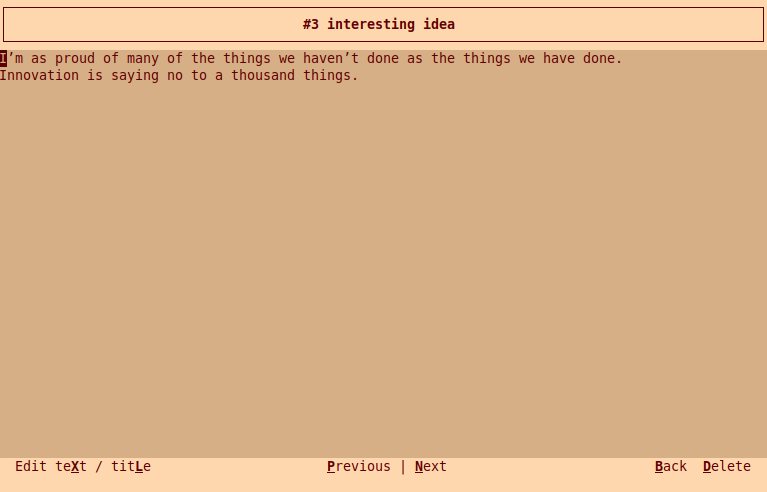 #3 interesting idea
I’m as proud of many of the things we haven’t done as the things we have done.
Innovation is saying no to a thousand things.
Edit teXt / titLe Previous | Next Back Delete